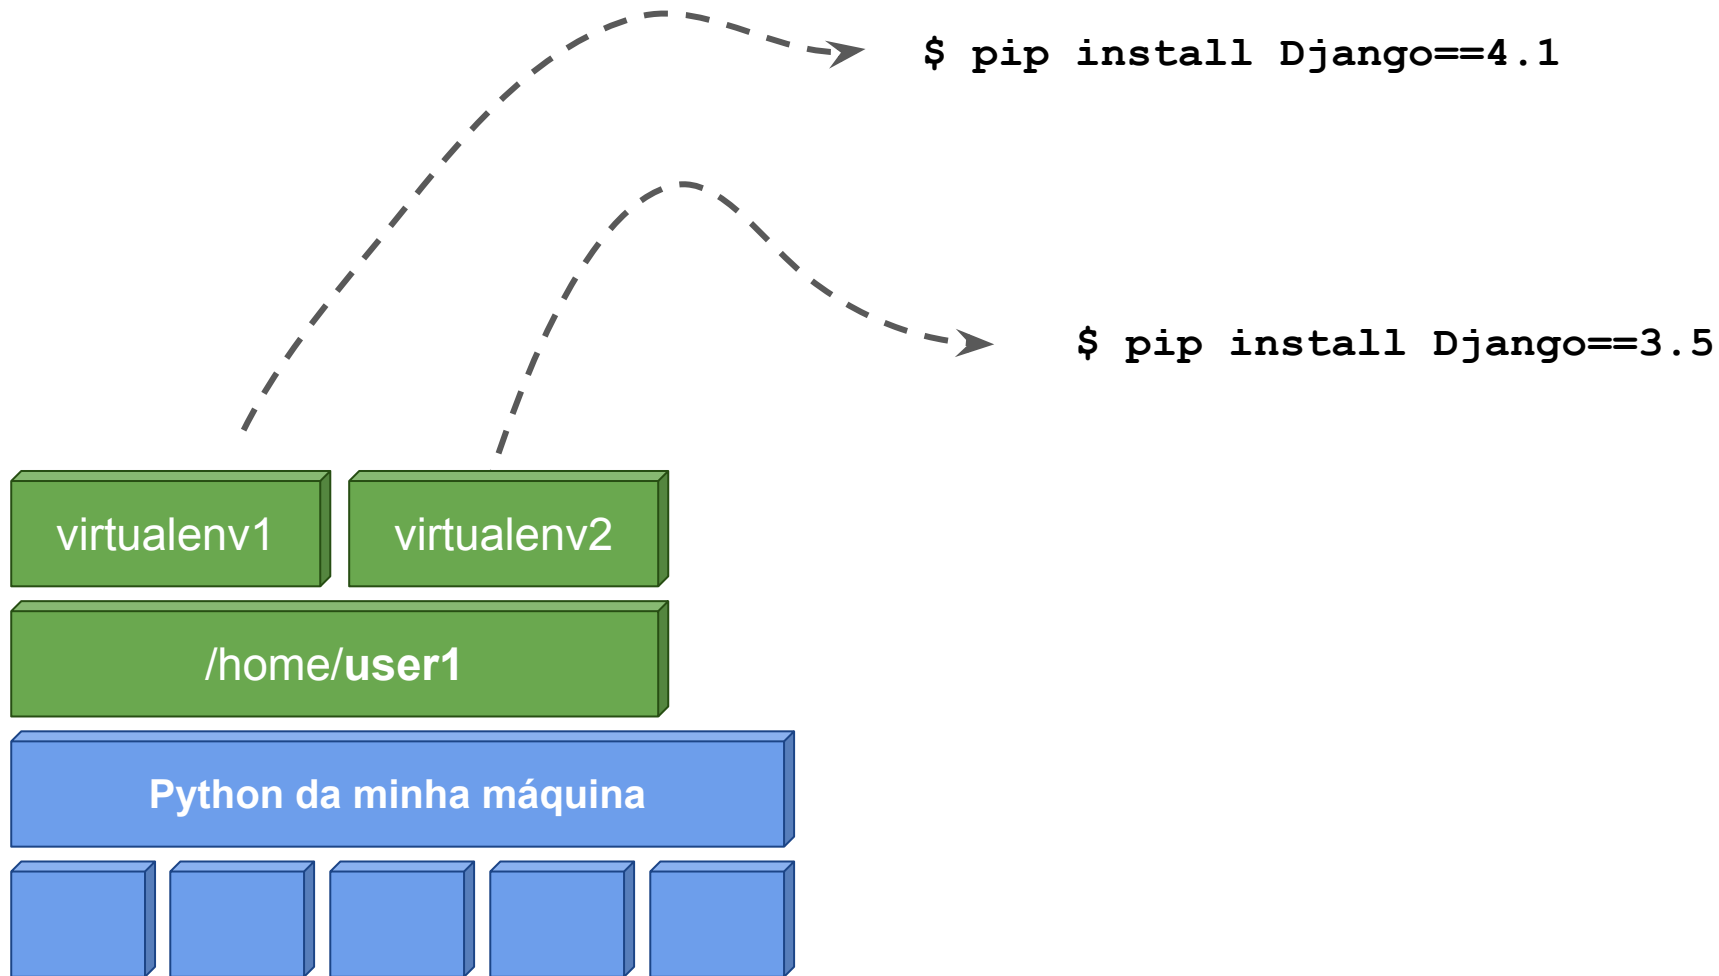 $ pip install Django==4.1
$ pip install Django==3.5
virtualenv1
virtualenv2
/home/user1
Python da minha máquina